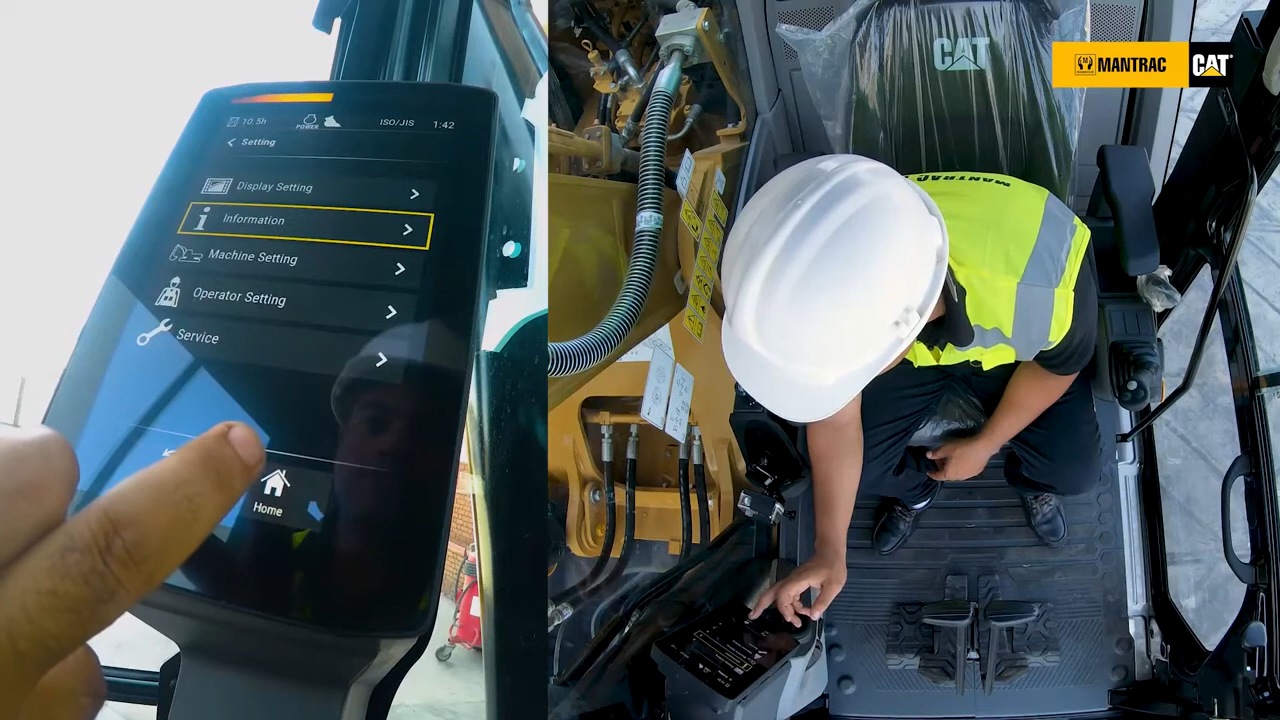 10.5h POWER ISO/JIS 1:42
Setting
Display Setting
Information
Machine Setting
Operator Setting
Service
Home
CAT
MANTRAC
MANTRAC CAT